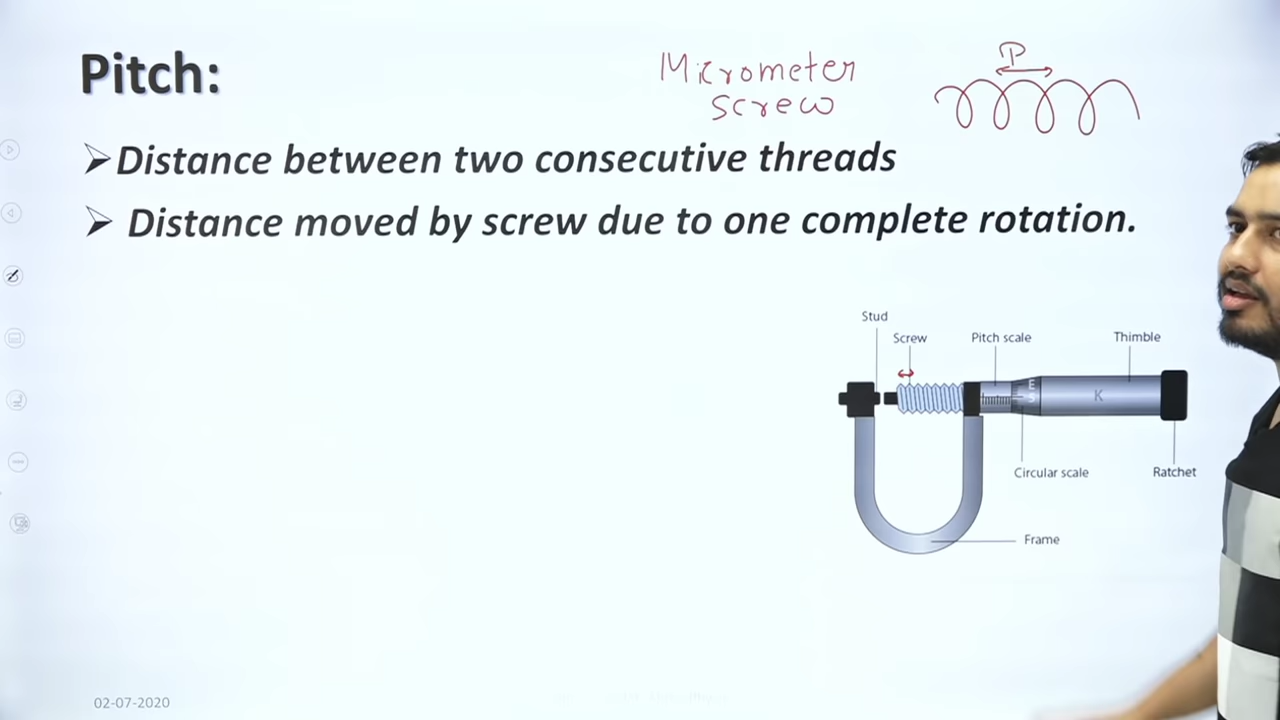 Pitch:
Micrometer
screw
P
➢Distance between two consecutive threads
➢ Distance moved by screw due to one complete rotation.
Stud
Screw
Pitch scale
Thimble
K
Circular scale
Ratchet
Frame
02-07-2020